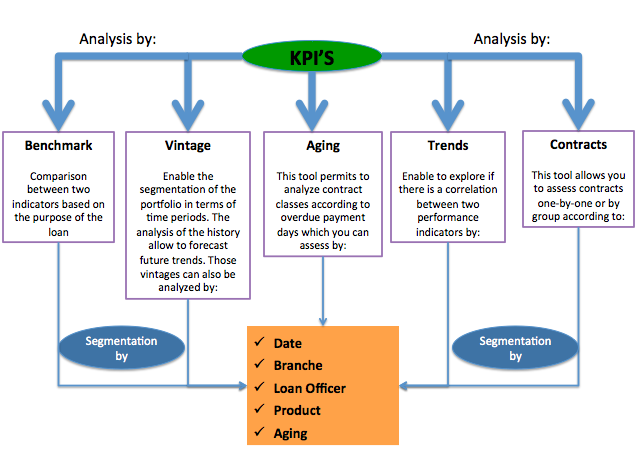 Analysis by:
KPI'S
Analysis by:
Benchmark
Comparison
between two
indicators based on
the purpose of the
loan
Vintage
Enable the
segmentation of the
portfolio in terms of
time periods. The
analysis of the history
allow to forecast
future trends. Those
vintages can also be
analyzed by:
Aging
This tool permits to
analyze contract
classes according to
overdue payment
days which you can
assess by:
Trends
Enable to explore if
there is a correlation
between two
performance
indicators by:
Contracts
This tool allows you
to assess contracts
one-by-one or by
group according to:
Segmentation
by
✓ Date
✓ Branche
✓ Loan Officer
✓ Product
✓ Aging
Segmentation
by